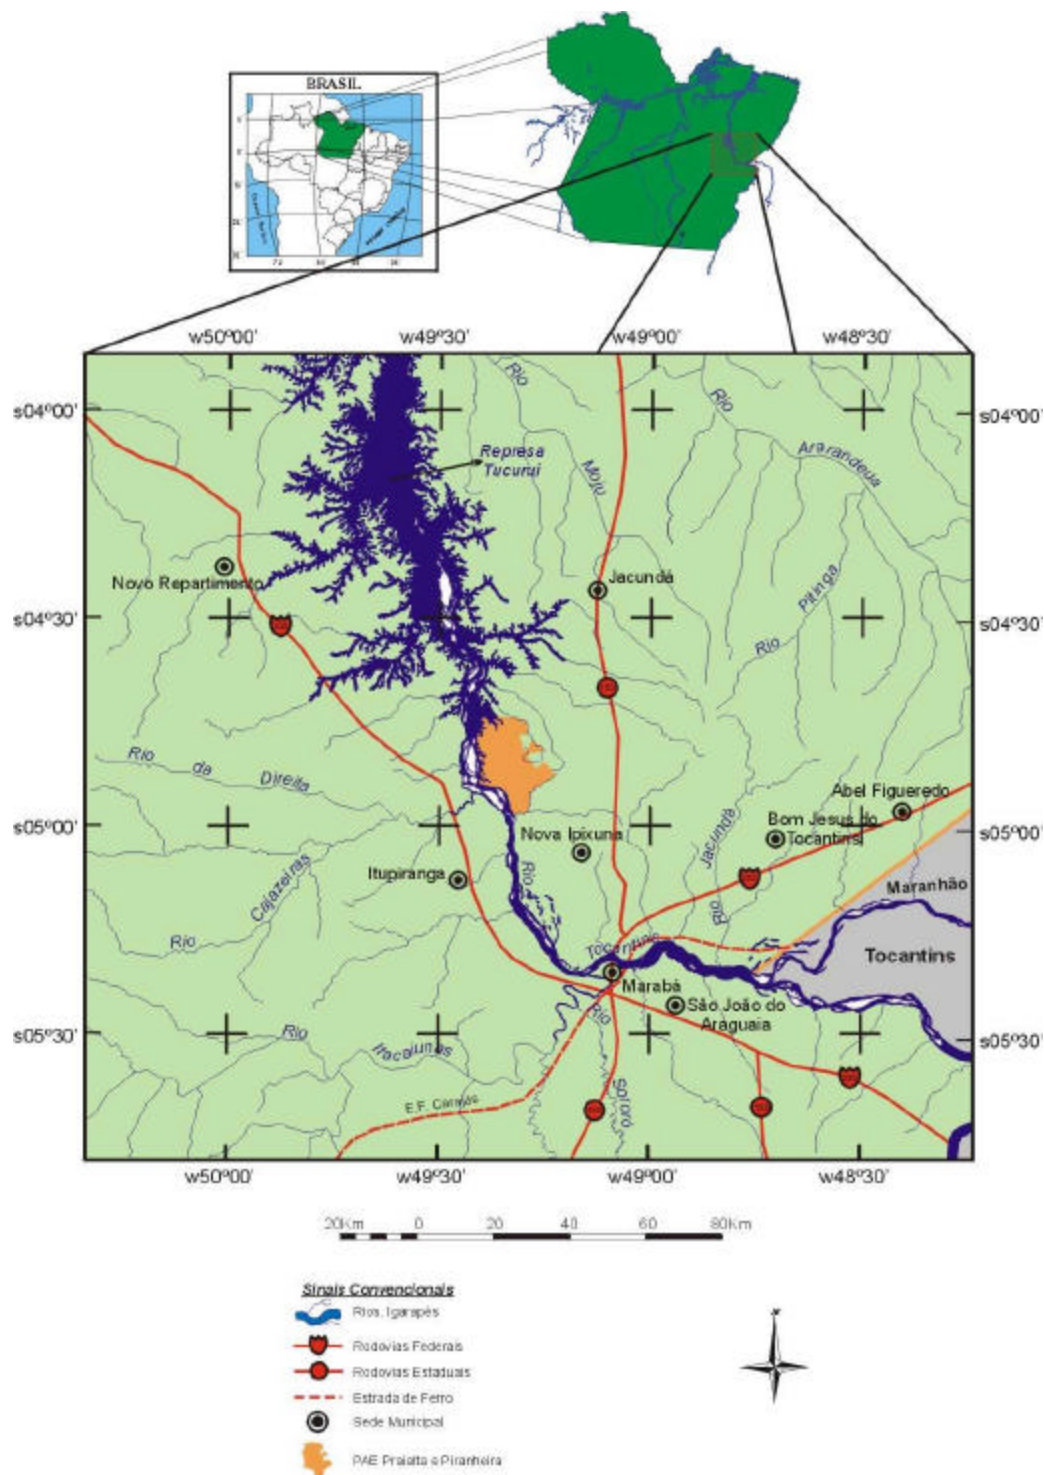 BRASIL
w50º00'
w49º30'
w49º00'
w48º30'
s04º00'
s04º00'
Rio
Rio
Represa
Tucuruí
Moju
Ararandeua
Novo Repartimento
Jacundá
Pitinga
Rio
s04º30'
s04º30'
Rio
da
Direita
Abel Figueredo
Bom Jesus do
Tocantins
s05º00'
s05º00'
Nova Ipixuna
Jacundá
Itupiranga
Rio
Cajazeiras
Maranhão
Rio
Rio
Tocantins
Tocantins
Marabá
São João do
Araguaia
Rio
Rio
Itacaiunas
s05º30'
s05º30'
E.F. Carajás
Sororó
w50º00'
w49º30'
w49º00'
w48º30'
20Km 0 20 40 60 80Km
Sinais Convencionais
Rios, Igarapés
Rodovias Federais
Rodovias Estaduais
Estrada de Ferro
Sede Municipal
PAE Praialta e Piranheira